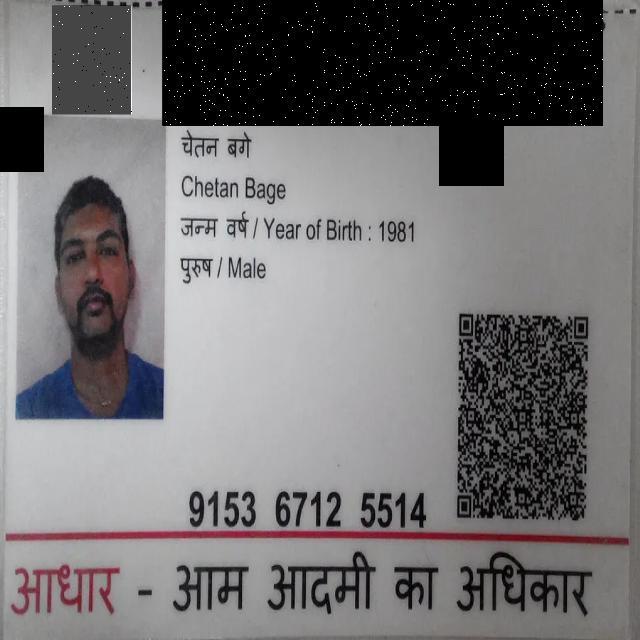 चेतन बगे
Chetan Bage
जन्म वर्ष / Year of Birth : 1981
पुरुष / Male
9153 6712 5514
आधार - आम आदमी का अधिकार